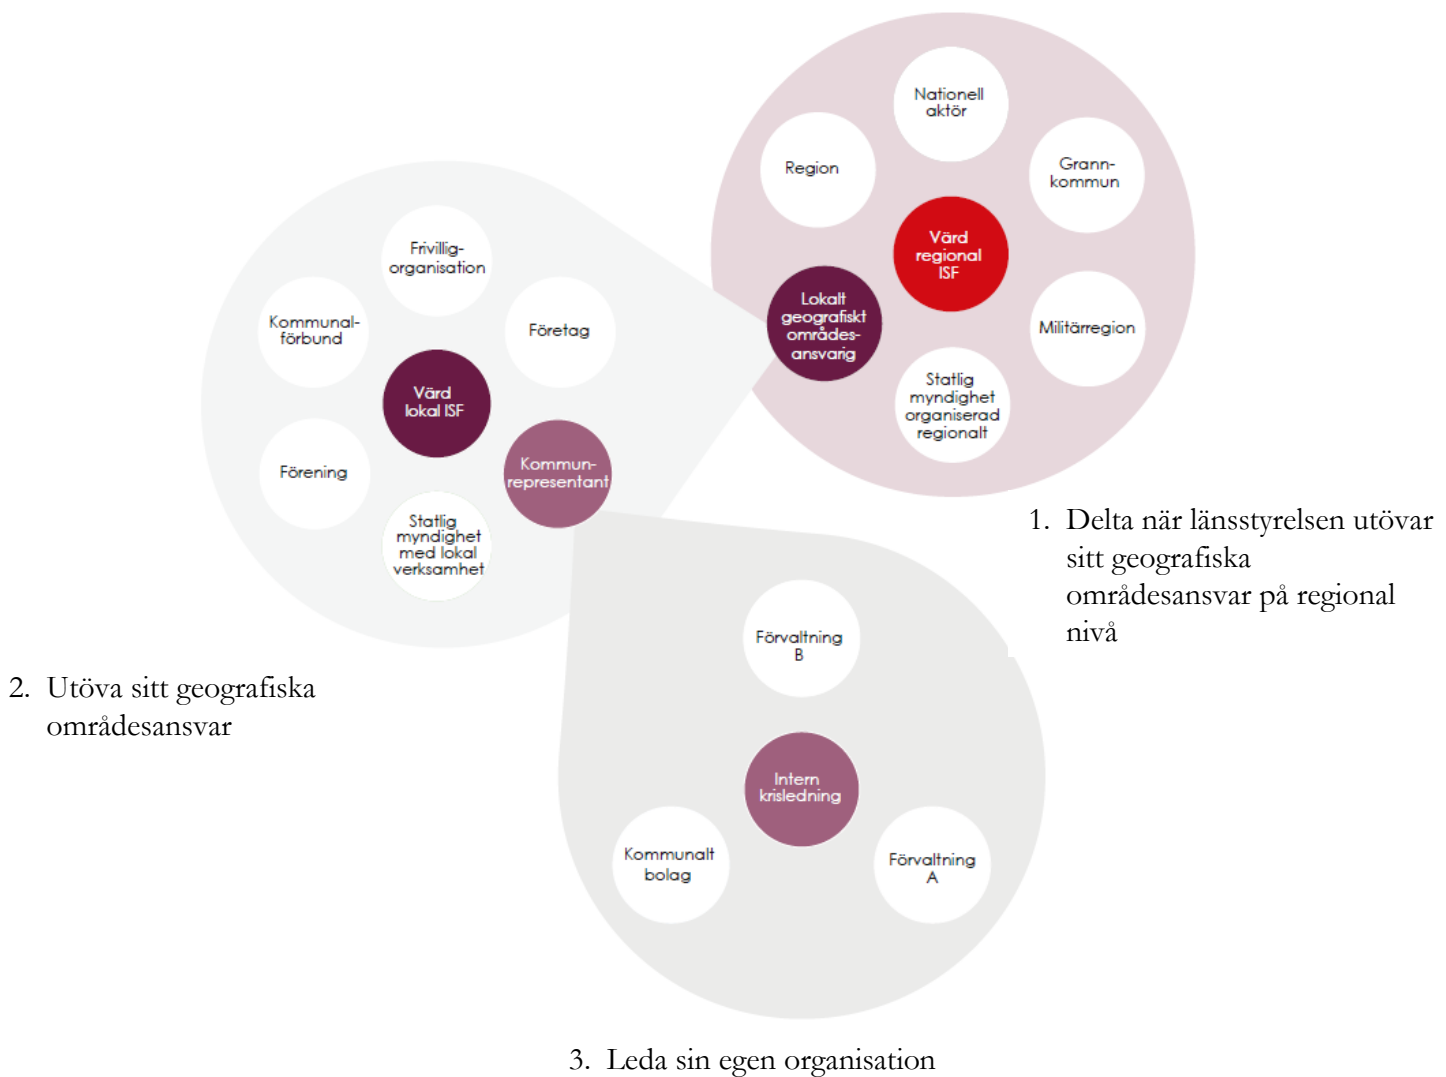 Nationell
aktör
Region
Grann-
kommun
Värd
regional
ISF
Lokalt
geografiskt
områdes-
ansvarig
Militärregion
Statlig
myndighet
organiserad
regionalt
1. Delta när länsstyrelsen utövar
sitt geografiska
områdesansvar på regional
nivå
Frivillig-
organisation
Kommunal-
förbund
Företag
Värd
lokal ISF
Förening
Kommun-
representant
Statlig
myndighet
med lokal
verksamhet
2. Utöva sitt geografiska
områdesansvar
Förvaltning
B
Intern
krisledning
Kommunalt
bolag
Förvaltning
A
3. Leda sin egen organisation